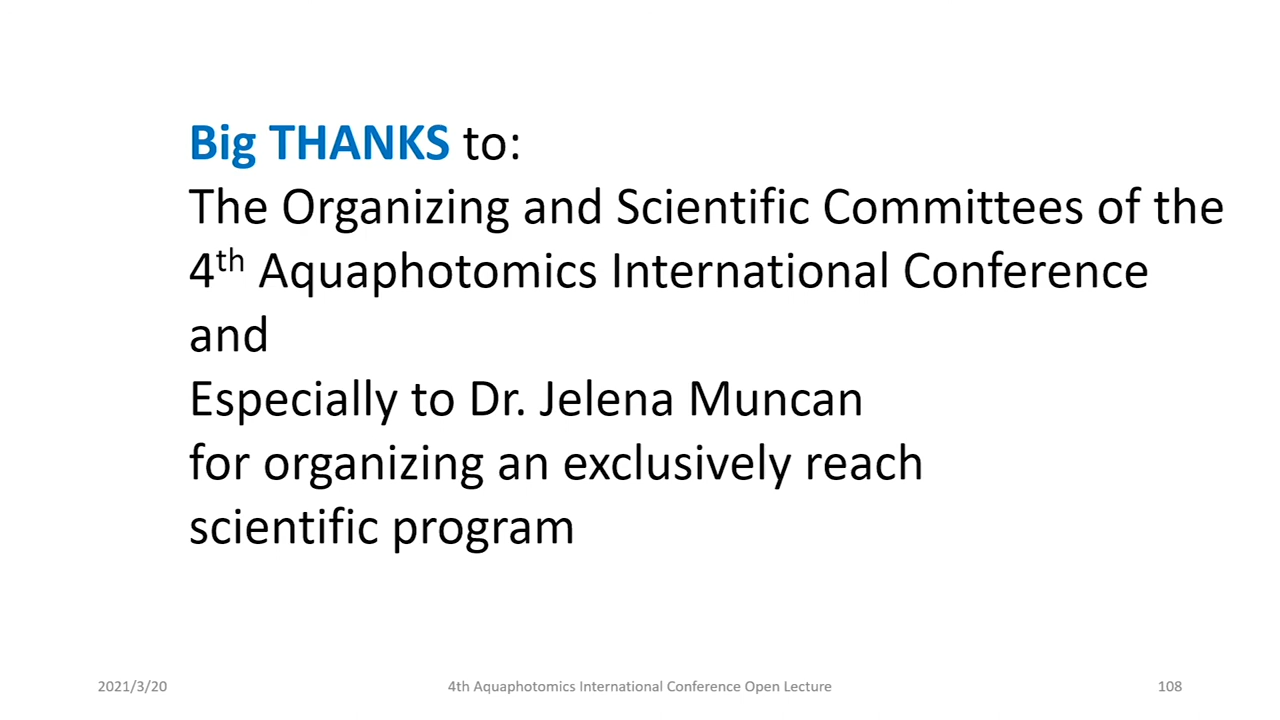 Big THANKS to:
The Organizing and Scientific Committees of the
4th Aquaphotomics International Conference
and
Especially to Dr. Jelena Muncan
for organizing an exclusively reach
scientific program
2021/3/20
4th Aquaphotomics International Conference Open Lecture
108